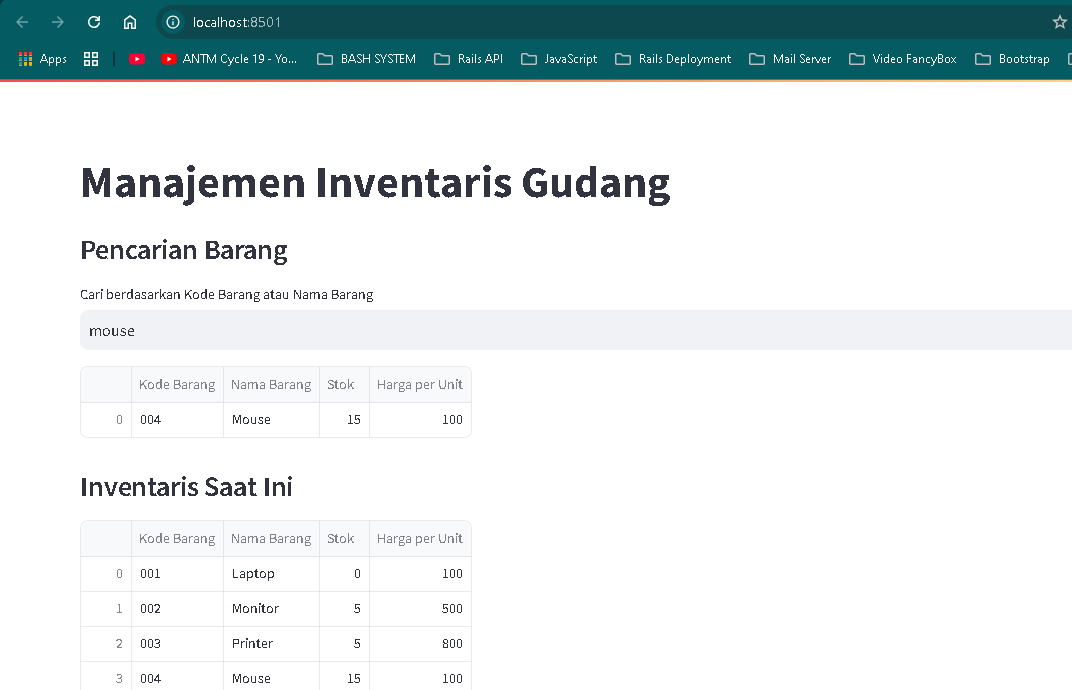 localhost:8501
Apps ANTM Cycle 19 - Yo... BASH SYSTEM Rails API JavaScript Rails Deployment Mail Server Video FancyBox Bootstrap
Manajemen Inventaris Gudang
Pencarian Barang
Cari berdasarkan Kode Barang atau Nama Barang
mouse
Kode Barang Nama Barang Stok Harga per Unit
0 004 Mouse 15 100
Inventaris Saat Ini
Kode Barang Nama Barang Stok Harga per Unit
0 001 Laptop 0 100
1 002 Monitor 5 500
2 003 Printer 5 800
3 004 Mouse 15 100